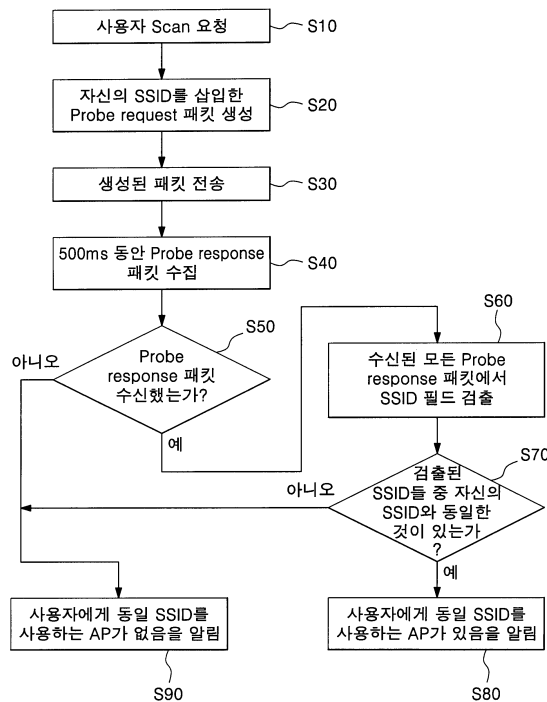 사용자 Scan 요청
S10
자신의 SSID를 삽입한
Probe request 패킷 생성
S20
생성된 패킷 전송
S30
500ms 동안 Probe response
패킷 수집
S40
S50
아니오
Probe
response 패킷
수신했는가?
예
S60
수신된 모든 Probe
response 패킷에서
SSID 필드 검출
S70
아니오
검출된
SSID들 중 자신의
SSID와 동일한
것이 있는가
?
예
사용자에게 동일 SSID를
사용하는 AP가 없음을 알림
S90
사용자에게 동일 SSID를
사용하는 AP가 있음을 알림
S80